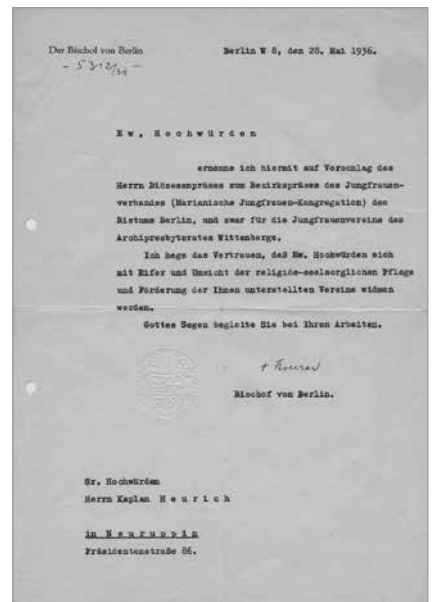 Der Bischof von Berlin
Berlin W 8, den 28. Mai 1936.
- 5312/31 -
Ew. Hochwürden
ernenne ich hiermit auf Vorschlag des
Herrn Diözesanpräses zum Bezirkspräses des Jungfrauen-
verbandes (Marianische Jungfrauen-Kongregation) des
Bistums Berlin, und zwar für die Jungfrauenvereine des
Archipresbyterates Wittenberge.
Ich hege das Vertrauen, daß Ew. Hochwürden sich
mit Eifer und Umsicht der religiös-seelsorglichen Pflege
und Förderung der Ihnen unterstellten Vereine widmen
werden.
Gottes Segen begleite Sie bei Ihren Arbeiten.
+ Konrad
Bischof von Berlin.
Sr. Hochwürden
Herrn Kaplan Heurich
in Neuruppin
Präsidentenstraße 86.